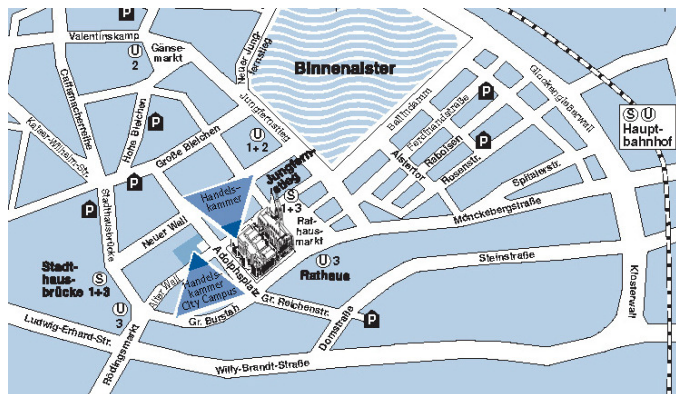 P
Valentinskamp
U
2
Gänse-
markt
Neuer Jung-
fernstieg
Binnenalster
Glockengießerwall
S U
Haupt-
bahnhof
Caffamacherreihe
Kaiser-Wilhelm-Str.
Hohe Bleichen
P
Große Bleichen
Jungfernstieg
U
1+2
Ballindamm
Ferdinandstraße
P
Alstertor
Raboisen
P
Rosenstr.
Spitalerstr.
Mönckebergstraße
P
P
Stadthausbrücke
Handels-
kammer
Jungfern-
stieg
S
1+3
Rat-
haus-
markt
Neuer Wall
Adolphsplatz
U 3
Rathaus
Steinstraße
Klosterwall
Stadt-
haus-
brücke 1+3
S
U
3
Alter Wall
Handels-
kammer
City Campus
Gr. Reichenstr.
P
Gr. Burstah
Domstraße
Ludwig-Erhard-Str.
Rödingsmarkt
Willy-Brandt-Straße